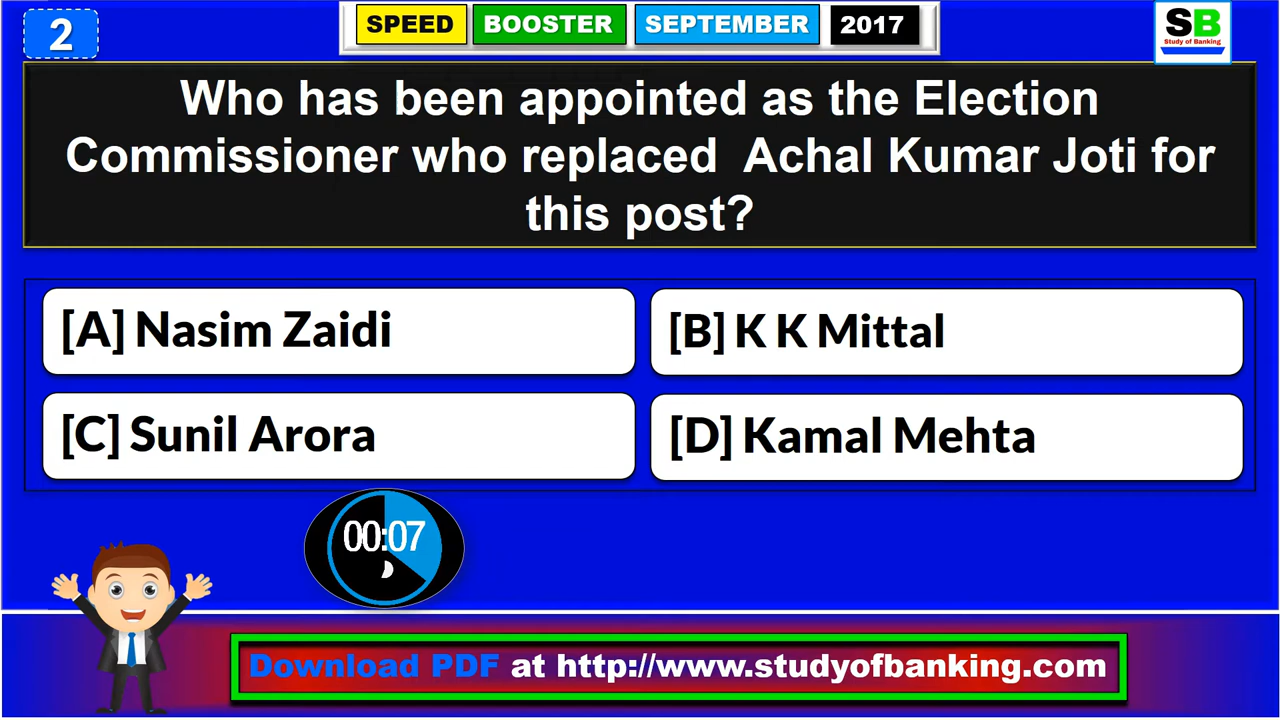 2
SPEED BOOSTER SEPTEMBER 2017
SB
Study of Banking
Who has been appointed as the Election
Commissioner who replaced Achal Kumar Joti for
this post?
[A] Nasim Zaidi
[B] K K Mittal
[C] Sunil Arora
[D] Kamal Mehta
00:07
Download PDF at http://www.studyofbanking.com